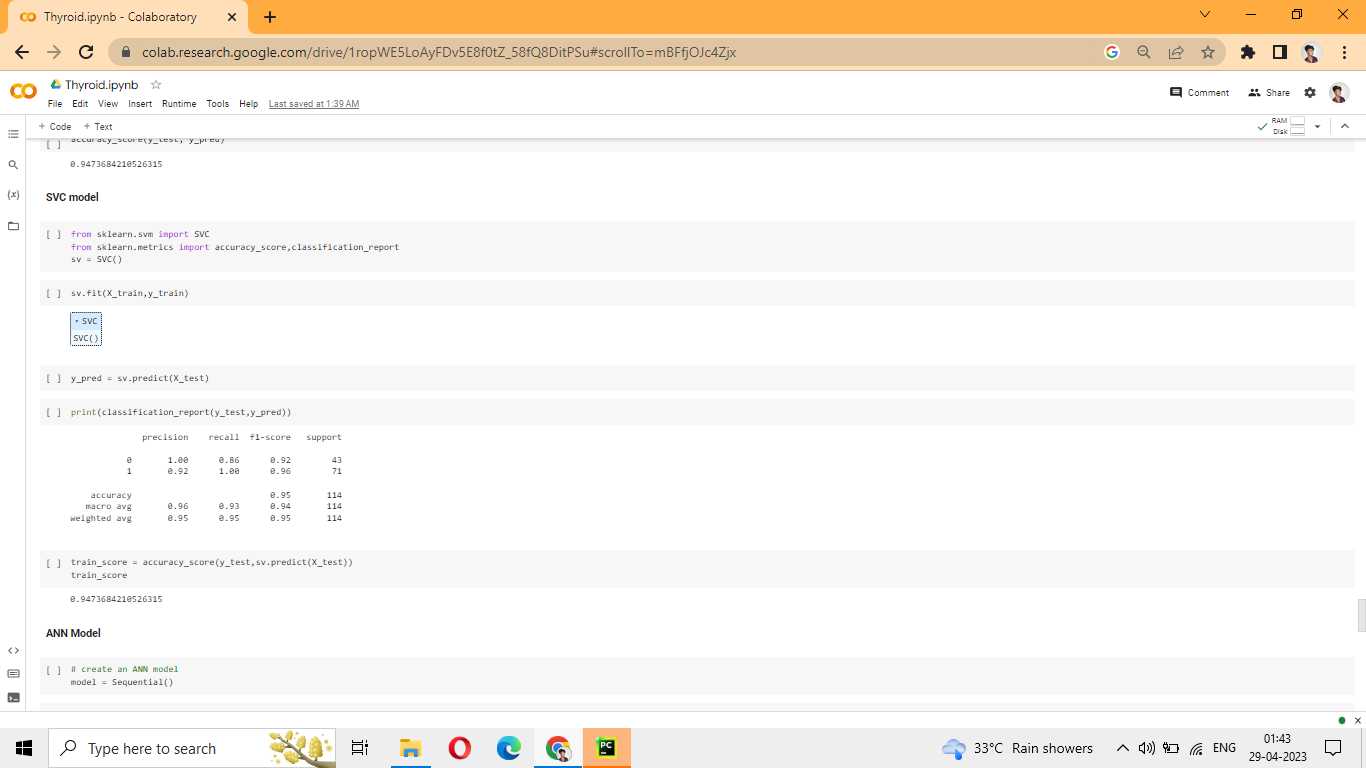 Thyroid.ipynb - Colaboratory
colab.research.google.com/drive/1ropWE5LoAyFDv5E8f0tZ_58fQ8DitPSu#scrollTo=mBFfjOJc4Zjx
Thyroid.ipynb
File Edit View Insert Runtime Tools Help Last saved at 1:39 AM
Comment Share
+ Code + Text
RAM
Disk
[ ] accuracy_score(y_test, y_pred)
0.9473684210526315
SVC model
[ ] from sklearn.svm import SVC
from sklearn.metrics import accuracy_score,classification_report
sv = SVC()
[ ] sv.fit(X_train,y_train)
SVC
SVC()
[ ] y_pred = sv.predict(X_test)
[ ] print(classification_report(y_test,y_pred))
precision recall f1-score support
0 1.00 0.86 0.92 43
1 0.92 1.00 0.96 71
accuracy 0.95 114
macro avg 0.96 0.93 0.94 114
weighted avg 0.95 0.95 0.95 114
[ ] train_score = accuracy_score(y_test,sv.predict(X_test))
train_score
0.9473684210526315
ANN Model
[ ] # create an ANN model
model = Sequential()
Type here to search
PC
33°C Rain showers
ENG
01:43
29-04-2023